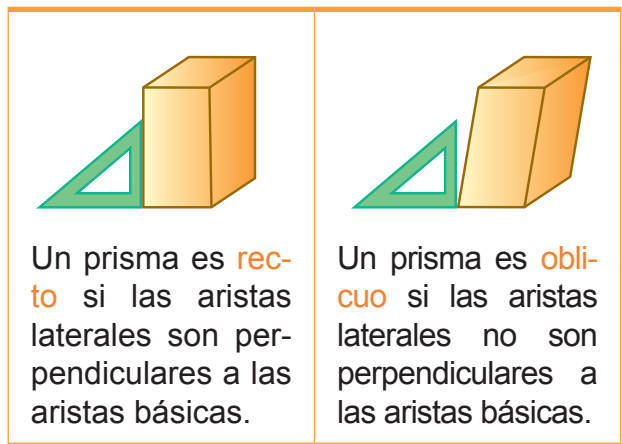 Un prisma es rec-
to si las aristas
laterales son per-
pendiculares a las
aristas básicas.
Un prisma es obli-
cuo si las aristas
laterales no son
perpendiculares a
las aristas básicas.